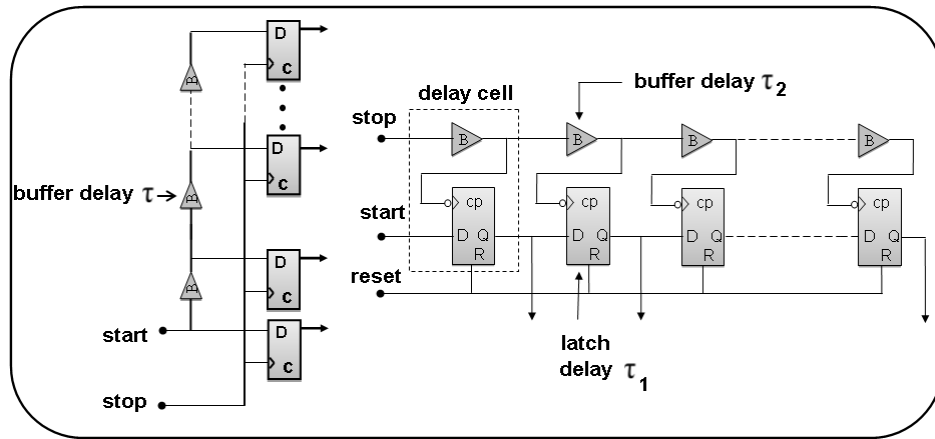 D
C
B
D
C
buffer delay τ
B
D
C
B
D
C
start
stop
delay cell
buffer delay τ2
stop
B
B
B
B
cp
cp
cp
cp
start
D Q
D Q
D Q
D Q
R
R
R
R
reset
latch
delay τ1